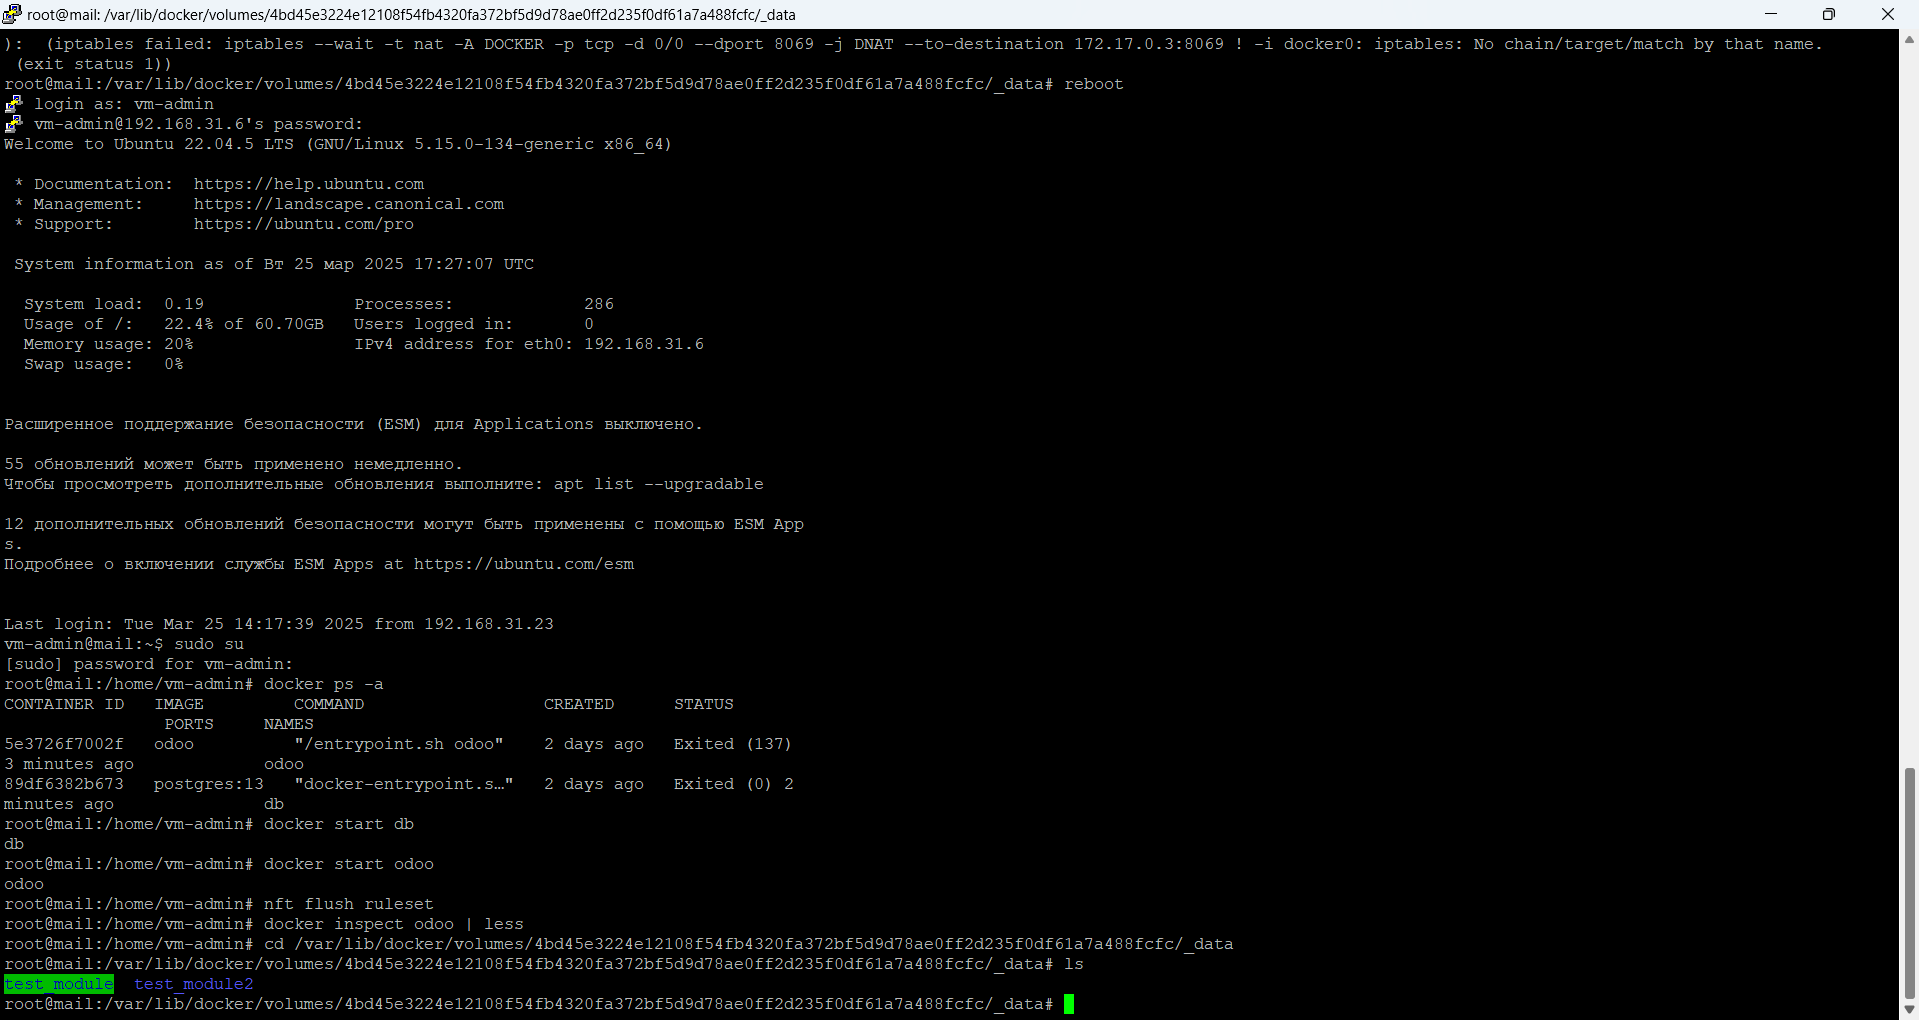 root@mail: /var/lib/docker/volumes/4bd45e3224e12108f54fb4320fa372bf5d9d78ae0ff2d235f0df61a7a488fcfc/_data
):  (iptables failed: iptables --wait -t nat -A DOCKER -p tcp -d 0/0 --dport 8069 -j DNAT --to-destination 172.17.0.3:8069 ! -i docker0: iptables: No chain/target/match by that name.
(exit status 1))
root@mail:/var/lib/docker/volumes/4bd45e3224e12108f54fb4320fa372bf5d9d78ae0ff2d235f0df61a7a488fcfc/_data# reboot
login as: vm-admin
vm-admin@192.168.31.6's password:
Welcome to Ubuntu 22.04.5 LTS (GNU/Linux 5.15.0-134-generic x86_64)
* Documentation:  https://help.ubuntu.com
* Management:     https://landscape.canonical.com
* Support:        https://ubuntu.com/pro
System information as of Вт 25 мар 2025 17:27:07 UTC
System load:  0.19               Processes:             286
Usage of /:   22.4% of 60.70GB   Users logged in:       0
Memory usage: 20%                IPv4 address for eth0: 192.168.31.6
Swap usage:   0%
Расширенное поддержание безопасности (ESM) для Applications выключено.
55 обновлений может быть применено немедленно.
Чтобы просмотреть дополнительные обновления выполните: apt list --upgradable
12 дополнительных обновлений безопасности могут быть применены с помощью ESM App
s.
Подробнее о включении службы ESM Apps at https://ubuntu.com/esm
Last login: Tue Mar 25 14:17:39 2025 from 192.168.31.23
vm-admin@mail:~$ sudo su
[sudo] password for vm-admin:
root@mail:/home/vm-admin# docker ps -a
CONTAINER ID   IMAGE         COMMAND                  CREATED      STATUS
PORTS     NAMES
5e3726f7002f   odoo          "/entrypoint.sh odoo"    2 days ago   Exited (137)
3 minutes ago             odoo
89df6382b673   postgres:13   "docker-entrypoint.s…"   2 days ago   Exited (0) 2
minutes ago               db
root@mail:/home/vm-admin# docker start db
db
root@mail:/home/vm-admin# docker start odoo
odoo
root@mail:/home/vm-admin# nft flush ruleset
root@mail:/home/vm-admin# docker inspect odoo | less
root@mail:/home/vm-admin# cd /var/lib/docker/volumes/4bd45e3224e12108f54fb4320fa372bf5d9d78ae0ff2d235f0df61a7a488fcfc/_data
root@mail:/var/lib/docker/volumes/4bd45e3224e12108f54fb4320fa372bf5d9d78ae0ff2d235f0df61a7a488fcfc/_data# ls
test_module  test_module2
root@mail:/var/lib/docker/volumes/4bd45e3224e12108f54fb4320fa372bf5d9d78ae0ff2d235f0df61a7a488fcfc/_data#